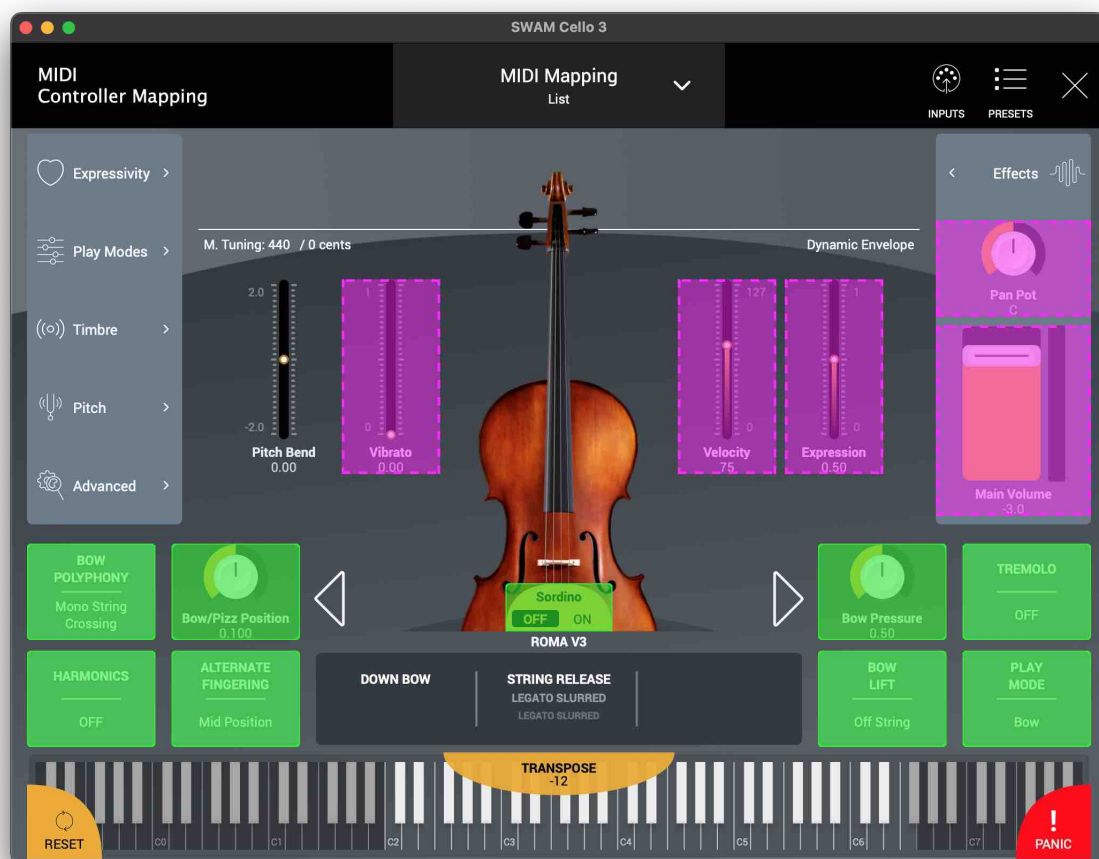 SWAM Cello 3
MIDI
Controller Mapping
MIDI Mapping
List
INPUTS
PRESETS
Expressivity
Play Modes
Timbre
Pitch
Advanced
M. Tuning: 440 / 0 cents
Dynamic Envelope
Effects
Pan Pot
C
2.0
-2.0
Pitch Bend
0.00
1
0
Vibrato
0.00
127
0
Velocity
75
1
0
Expression
0.50
Main Volume
-3.0
BOW
POLYPHONY
Mono String
Crossing
Bow/Pizz Position
0.100
Sordino
OFF ON
ROMA V3
Bow Pressure
0.50
TREMOLO
OFF
HARMONICS
OFF
ALTERNATE
FINGERING
Mid Position
DOWN BOW
STRING RELEASE
LEGATO SLURRED
LEGATO SLURRED
BOW
LIFT
Off String
PLAY
MODE
Bow
TRANSPOSE
-12
RESET
C0 C1 C2 C3 C4 C5 C6 C7
!
PANIC